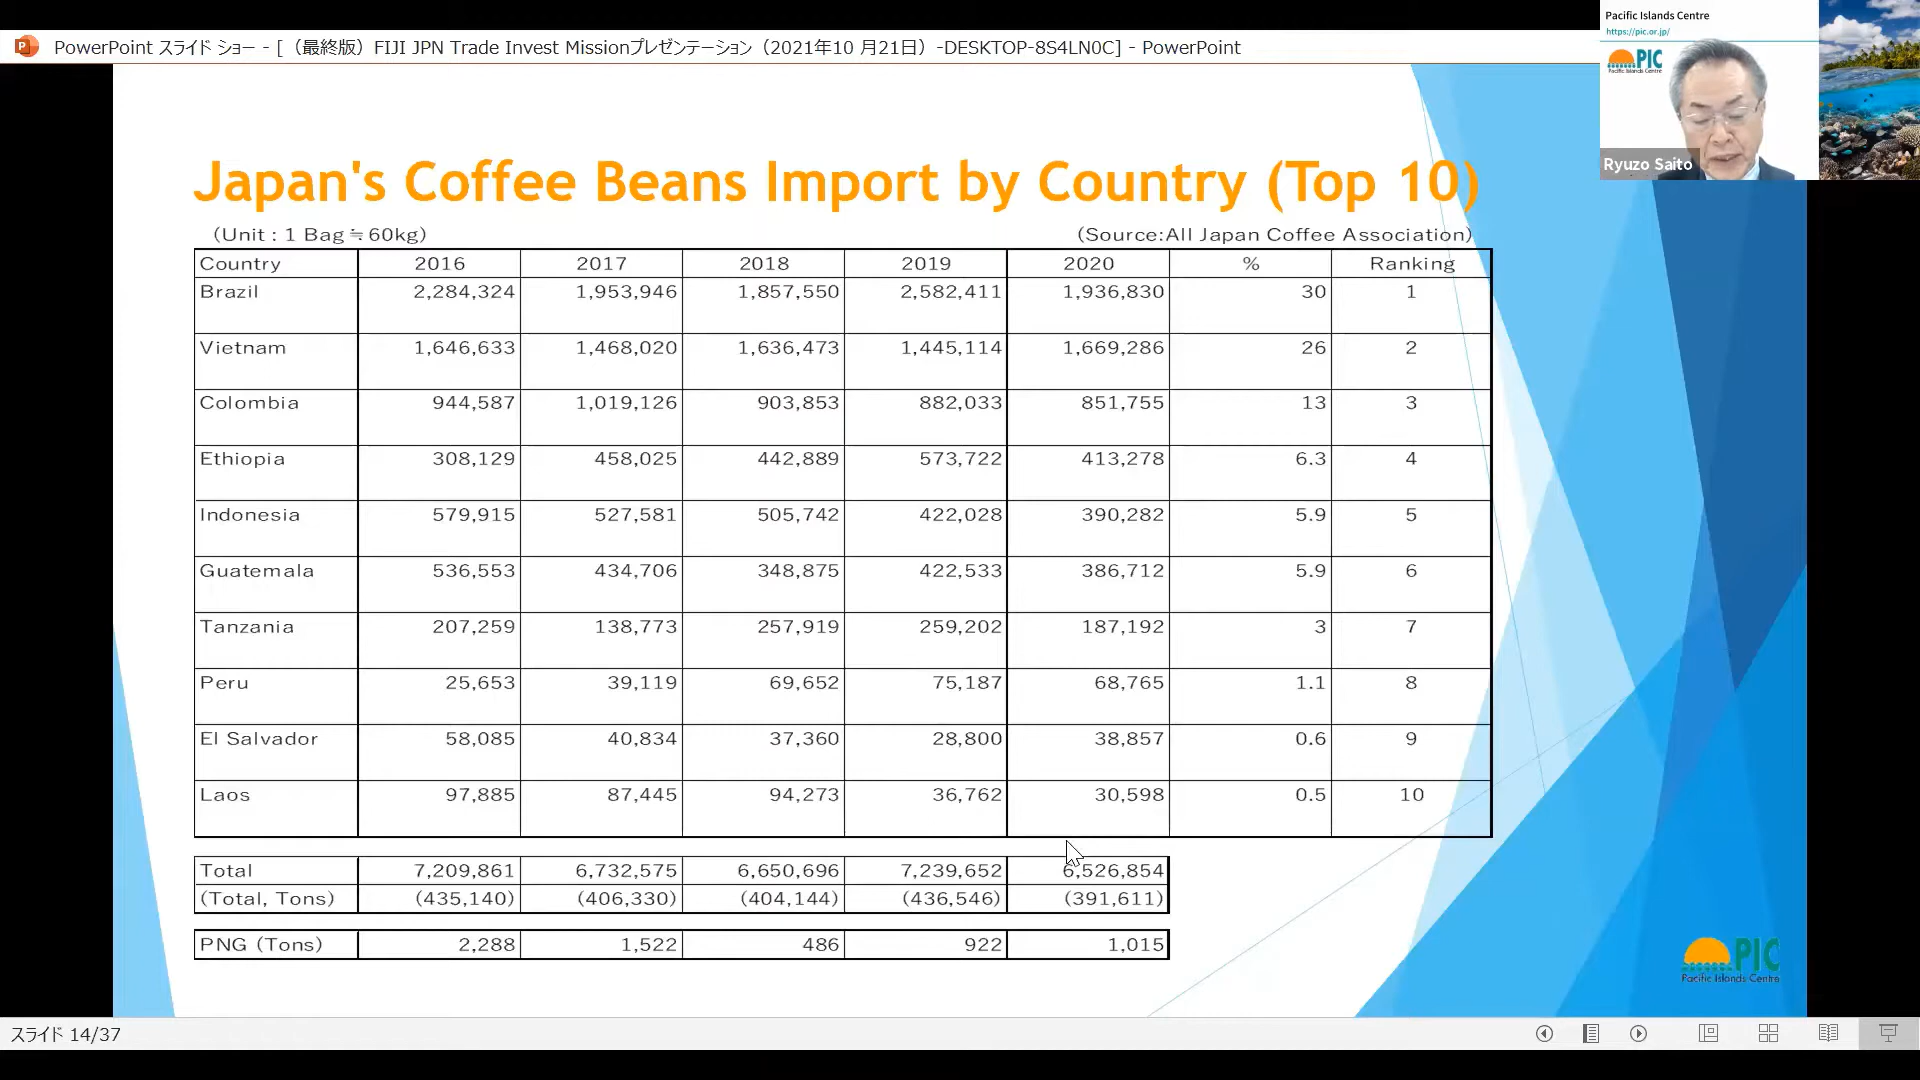 PowerPoint スライド ショー - [（最終版）FIJI JPN Trade Invest Missionプレゼンテーション（2021年10 月21日）-DESKTOP-8S4LN0C] - PowerPoint
Pacific Islands Centre
https://pic.or.jp/
PIC
Pacific Islands Centre
Ryuzo Saito
Japan's Coffee Beans Import by Country (Top 10)
(Unit : 1 Bag≒60kg) (Source:All Japan Coffee Association)
Country 2016 2017 2018 2019 2020 % Ranking
Brazil 2,284,324 1,953,946 1,857,550 2,582,411 1,936,830 30 1
Vietnam 1,646,633 1,468,020 1,636,473 1,445,114 1,669,286 26 2
Colombia 944,587 1,019,126 903,853 882,033 851,755 13 3
Ethiopia 308,129 458,025 442,889 573,722 413,278 6.3 4
Indonesia 579,915 527,581 505,742 422,028 390,282 5.9 5
Guatemala 536,553 434,706 348,875 422,533 386,712 5.9 6
Tanzania 207,259 138,773 257,919 259,202 187,192 3 7
Peru 25,653 39,119 69,652 75,187 68,765 1.1 8
El Salvador 58,085 40,834 37,360 28,800 38,857 0.6 9
Laos 97,885 87,445 94,273 36,762 30,598 0.5 10
Total 7,209,861 6,732,575 6,650,696 7,239,652 6,526,854
(Total, Tons) (435,140) (406,330) (404,144) (436,546) (391,611)
PNG (Tons) 2,288 1,522 486 922 1,015
PIC
Pacific Islands Centre
スライド 14/37